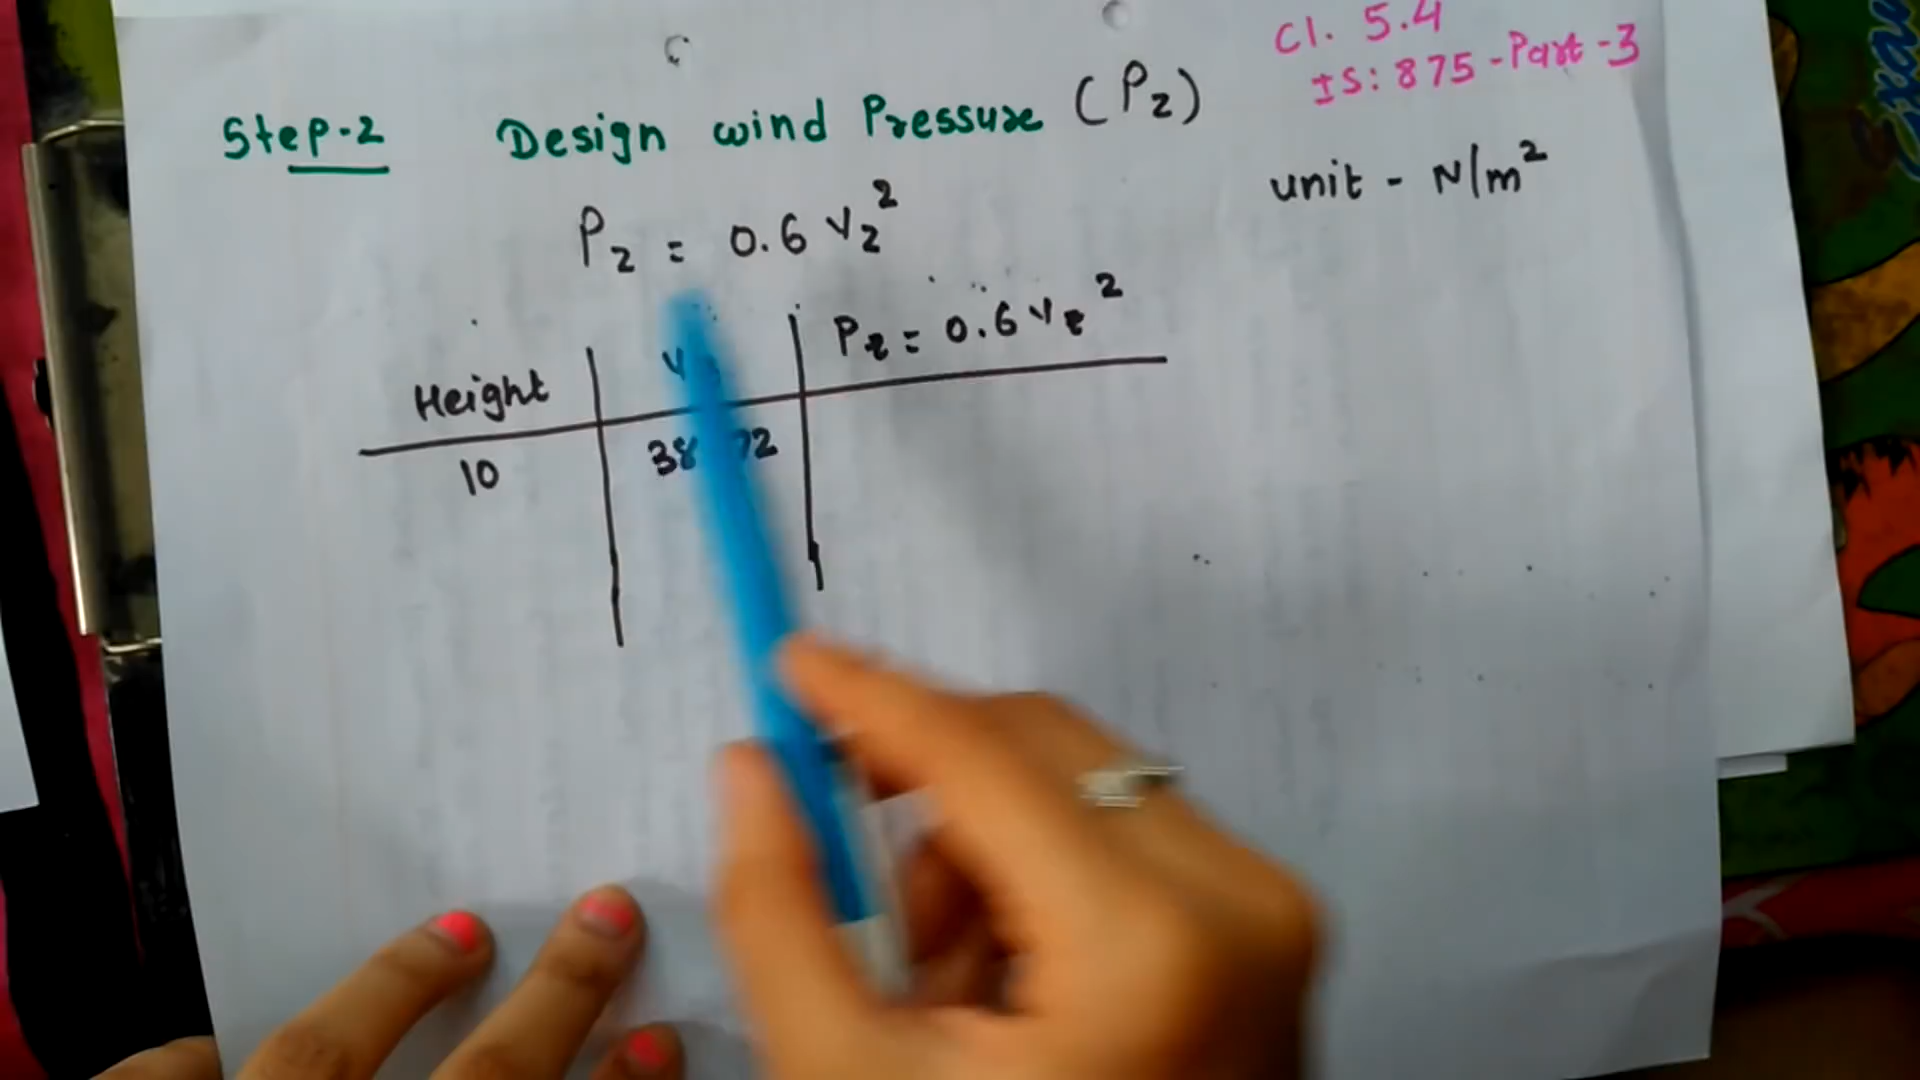 Cl. 5.4
IS: 875 - Part - 3
Step-2 Design wind Pressure (Pz)
unit - N/m²
Pz = 0.6 Vz²
Height Pz = 0.6 Vz²
10